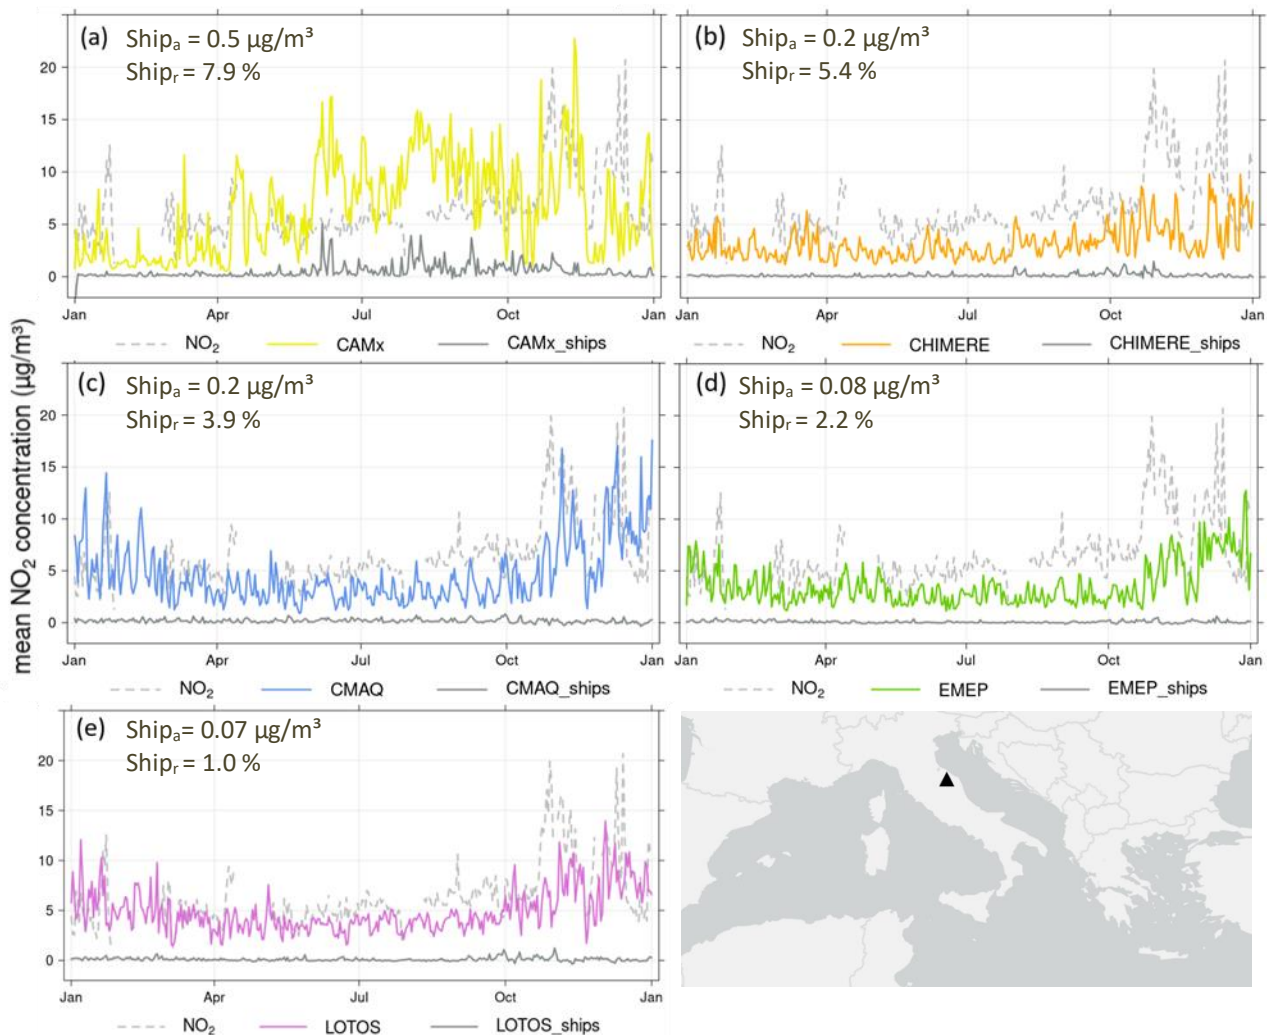 mean NO₂ concentration (μg/m³)
(a) Shipₐ = 0.5 μg/m³
Shipᵣ = 7.9 %
20
15
10
5
0
Jan Apr Jul Oct Jan
NO₂ CAMx CAMx_ships
(b) Shipₐ = 0.2 μg/m³
Shipᵣ = 5.4 %
Jan Apr Jul Oct Jan
NO₂ CHIMERE CHIMERE_ships
(c) Shipₐ = 0.2 μg/m³
Shipᵣ = 3.9 %
20
15
10
5
0
Jan Apr Jul Oct Jan
NO₂ CMAQ CMAQ_ships
(d) Shipₐ = 0.08 μg/m³
Shipᵣ = 2.2 %
Jan Apr Jul Oct Jan
NO₂ EMEP EMEP_ships
(e) Shipₐ= 0.07 μg/m³
Shipᵣ = 1.0 %
20
15
10
5
0
Jan Apr Jul Oct Jan
NO₂ LOTOS LOTOS_ships